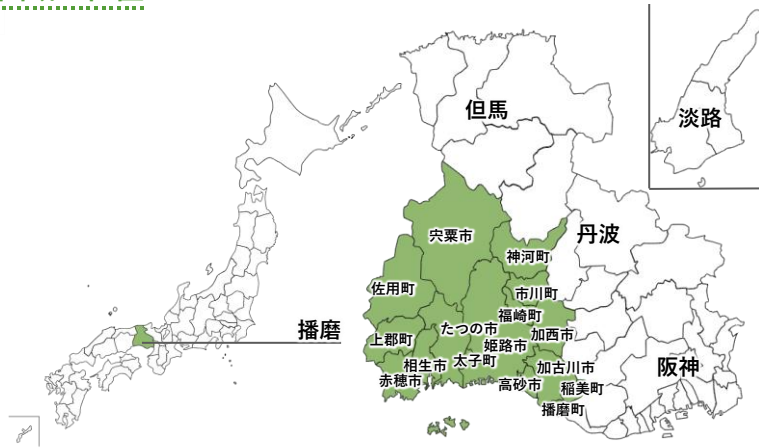 但馬
淡路
丹波
宍粟市
神河町
佐用町
市川町
福崎町
たつの市
加西市
播磨
上郡町
姫路市
相生市
太子町
加古川市
阪神
赤穂市
高砂市
稲美町
播磨町